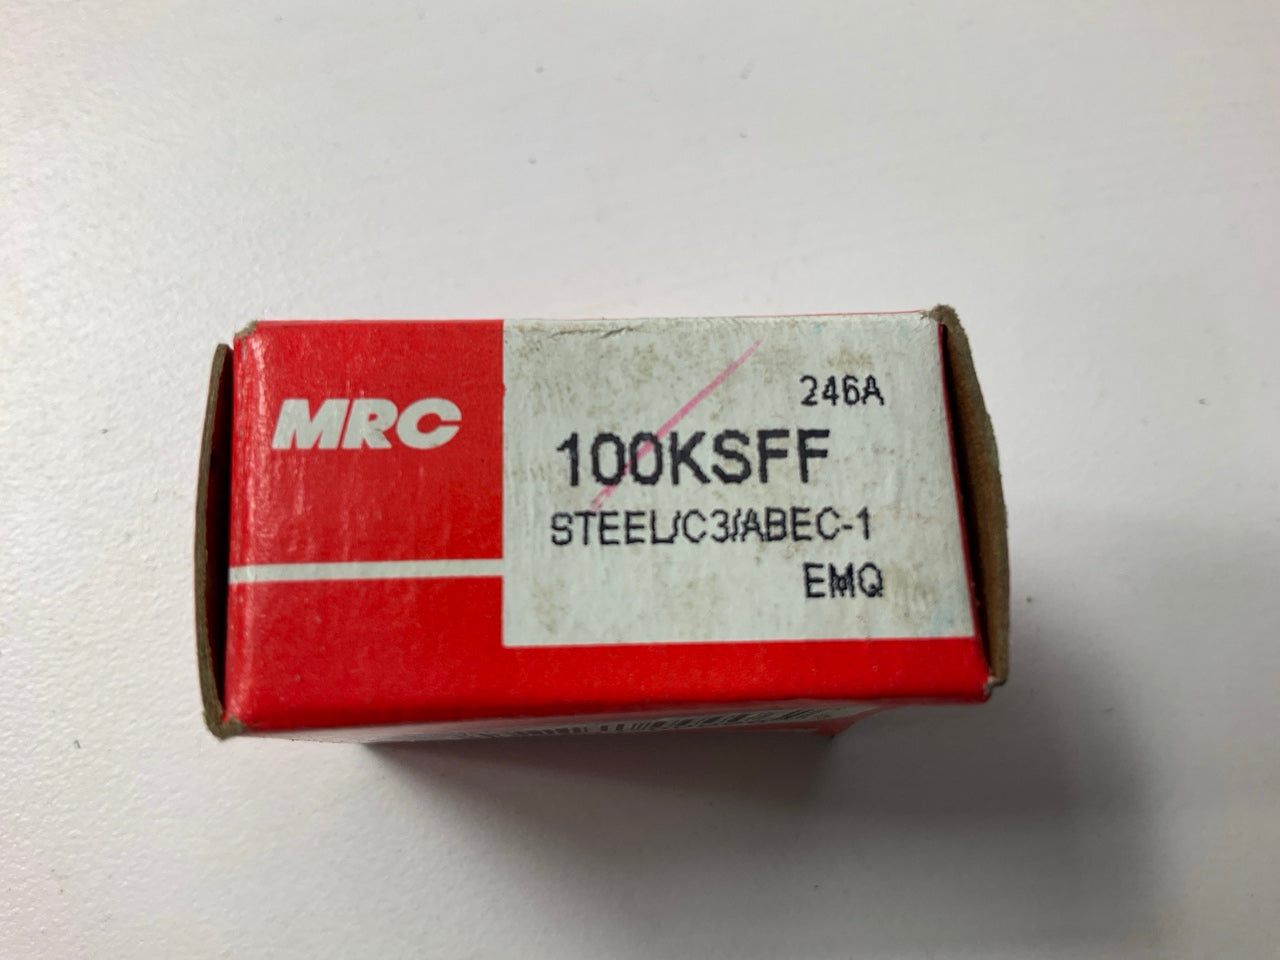 MRC
246A
100KSFF
STEEL/C3/ABEC-1
EMQ